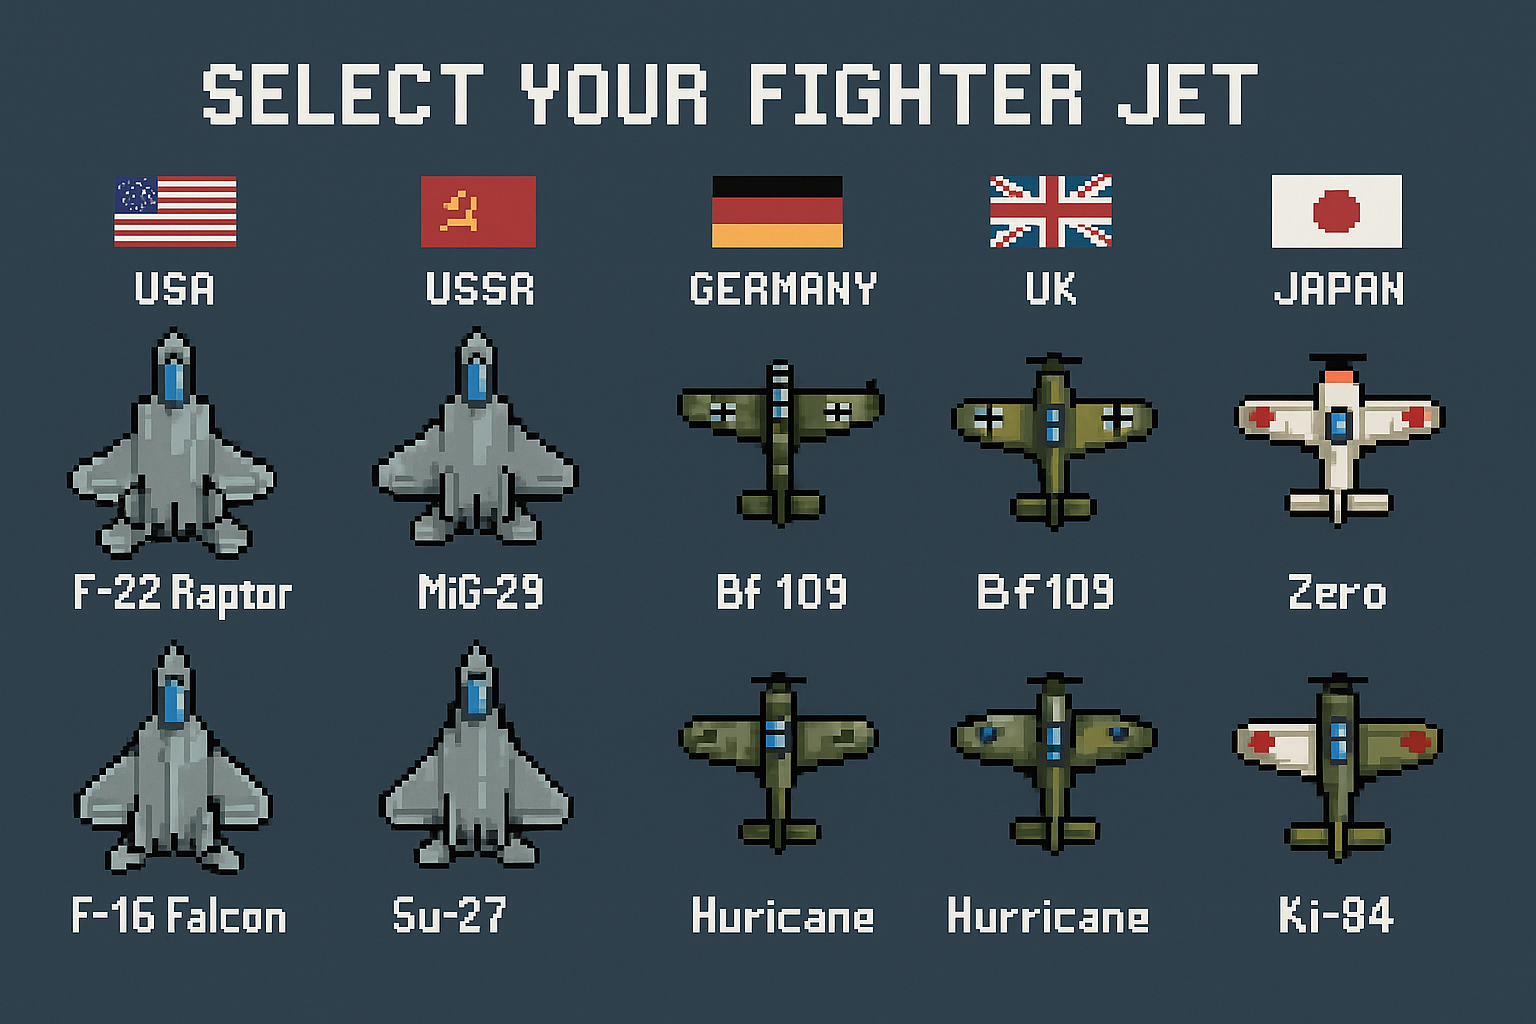 SELECT YOUR FIGHTER JET
USA USSR GERMANY UK JAPAN
F-22 Raptor MiG-29 Bf 109 Bf109 Zero
F-16 Falcon Su-27 Huricane Hurricane Ki-94